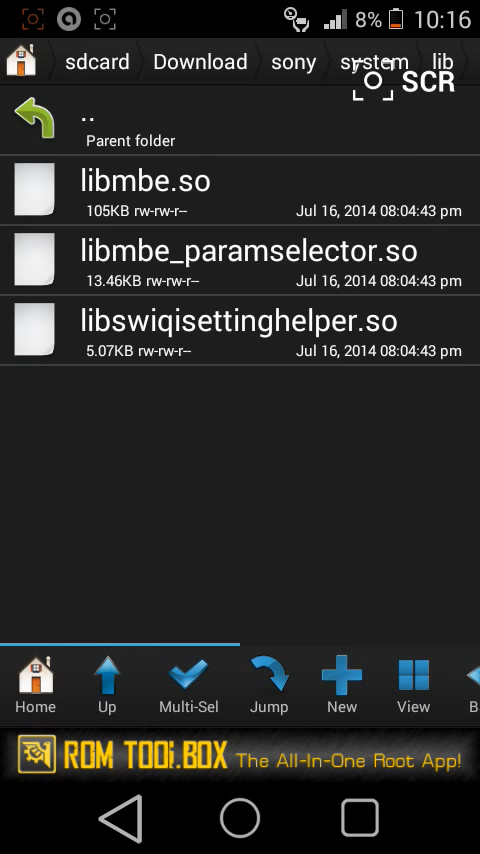 8% 10:16
sdcard Download sony system lib
SCR
..
Parent folder
libmbe.so
105KB rw-rw-r-- Jul 16, 2014 08:04:43 pm
libmbe_paramselector.so
13.46KB rw-rw-r-- Jul 16, 2014 08:04:43 pm
libswiqisettinghelper.so
5.07KB rw-rw-r-- Jul 16, 2014 08:04:43 pm
Home Up Multi-Sel Jump New View B
ROM TOOLBOX The All-In-One Root App!